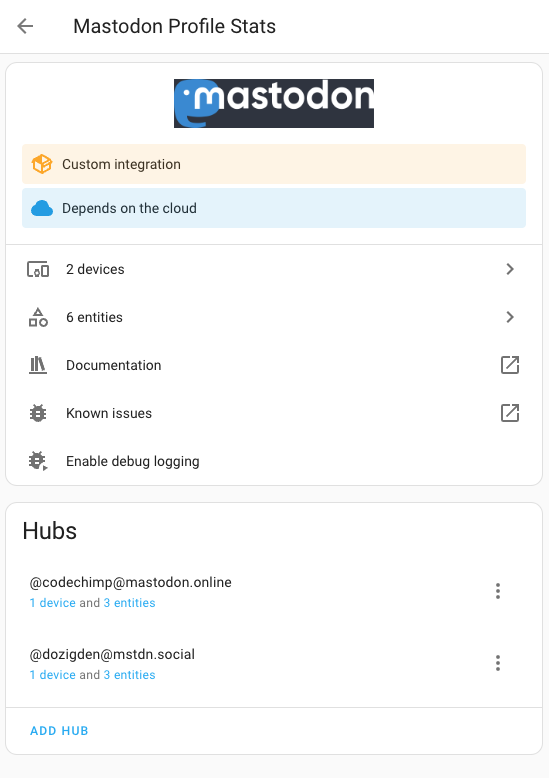 Mastodon Profile Stats
mastodon
Custom integration
Depends on the cloud
2 devices
6 entities
Documentation
Known issues
Enable debug logging
Hubs
@codechimp@mastodon.online
1 device and 3 entities
@dozigden@mstdn.social
1 device and 3 entities
ADD HUB